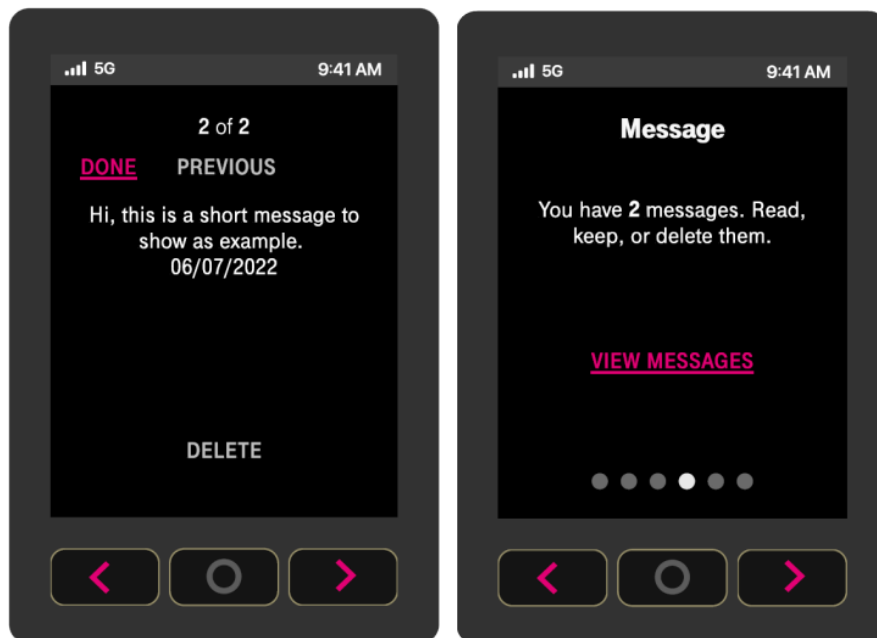 5G 9:41 AM
2 of 2
DONE PREVIOUS
Hi, this is a short message to
show as example.
06/07/2022
DELETE
5G 9:41 AM
Message
You have 2 messages. Read,
keep, or delete them.
VIEW MESSAGES